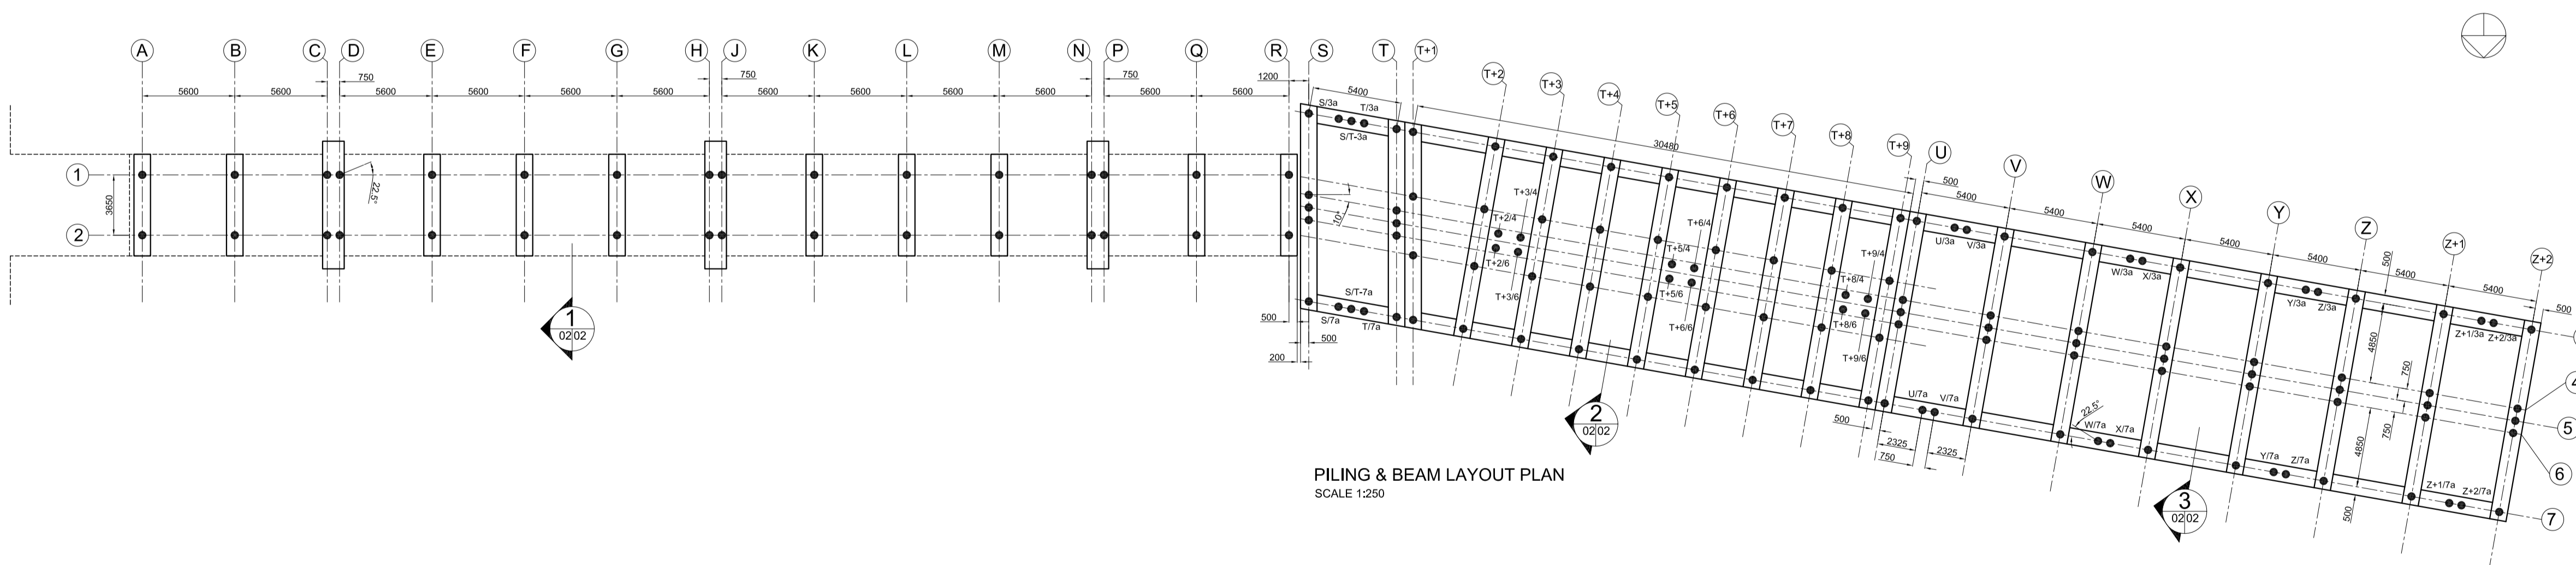 A B C D E F G H J K L M N P Q R S T T+1
T+2 T+3 T+4 T+5 T+6 T+7 T+8 T+9 U V W X Y Z Z+1 Z+2
750 750 750 1200
5600 5600 5600 5600 5600 5600 5600 5600 5600 5600 5600 5600
5400
30480
500
5400 5400 5400 5400 5400 5400 5400
500
500
S/3a T/3a
S/T-3a
1
3650
22.5°
2
10°
T+3/4
T+2/4
T+6/4
T+5/4
T+9/4
T+8/4
T+2/6
T+3/6
T+5/6
T+6/6
T+8/6
T+9/6
U/3a V/3a
W/3a X/3a
Y/3a Z/3a
Z+1/3a Z+2/3a
S/T-7a
S/7a T/7a
500
500
200
1
02 02
2
02 02
4850
750
750
4850
4
5
6
7
U/7a V/7a
500
2325
2325
750
22.5°
W/7a X/7a
Y/7a Z/7a
Z+1/7a Z+2/7a
500
3
02 02
PILING & BEAM LAYOUT PLAN
SCALE 1:250